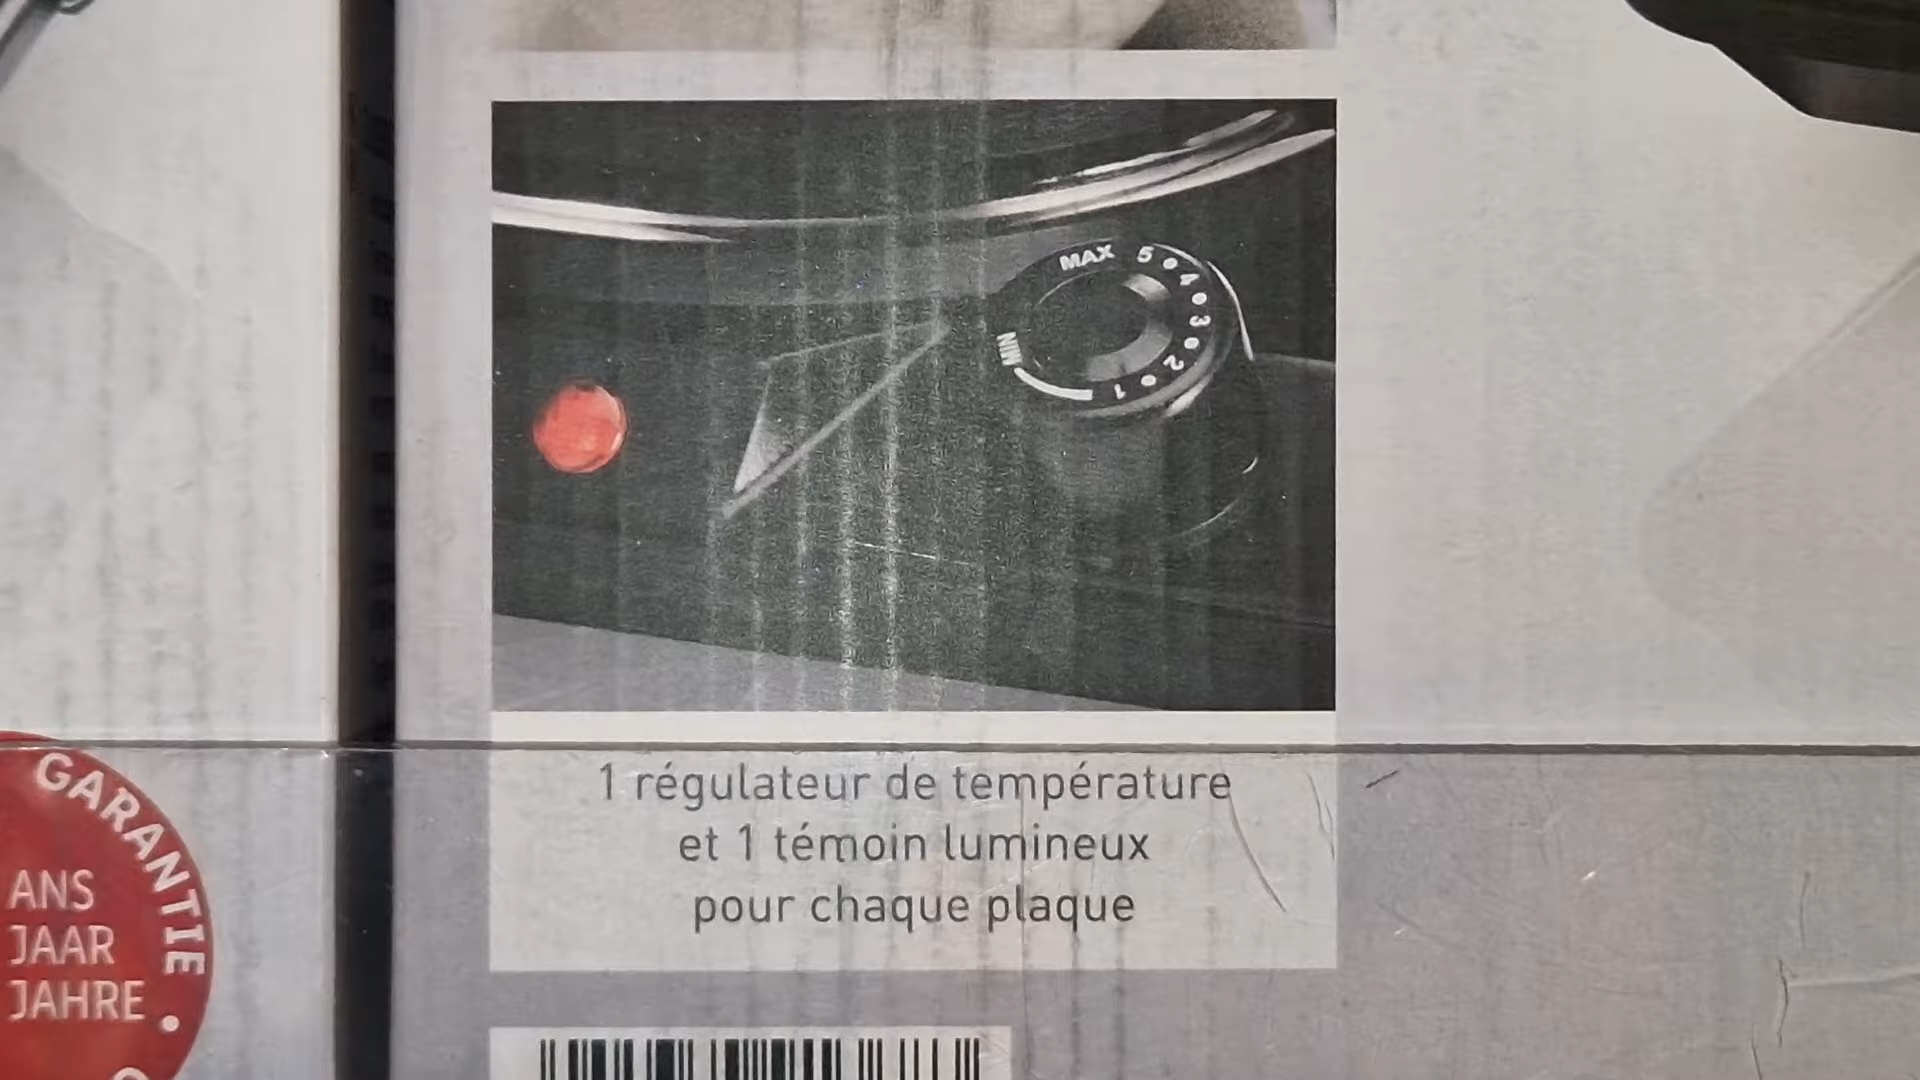 MAX 5 4 3 2 1 MIN
1 régulateur de température
et 1 témoin lumineux
pour chaque plaque
GARANTIE
ANS
JAAR
JAHRE